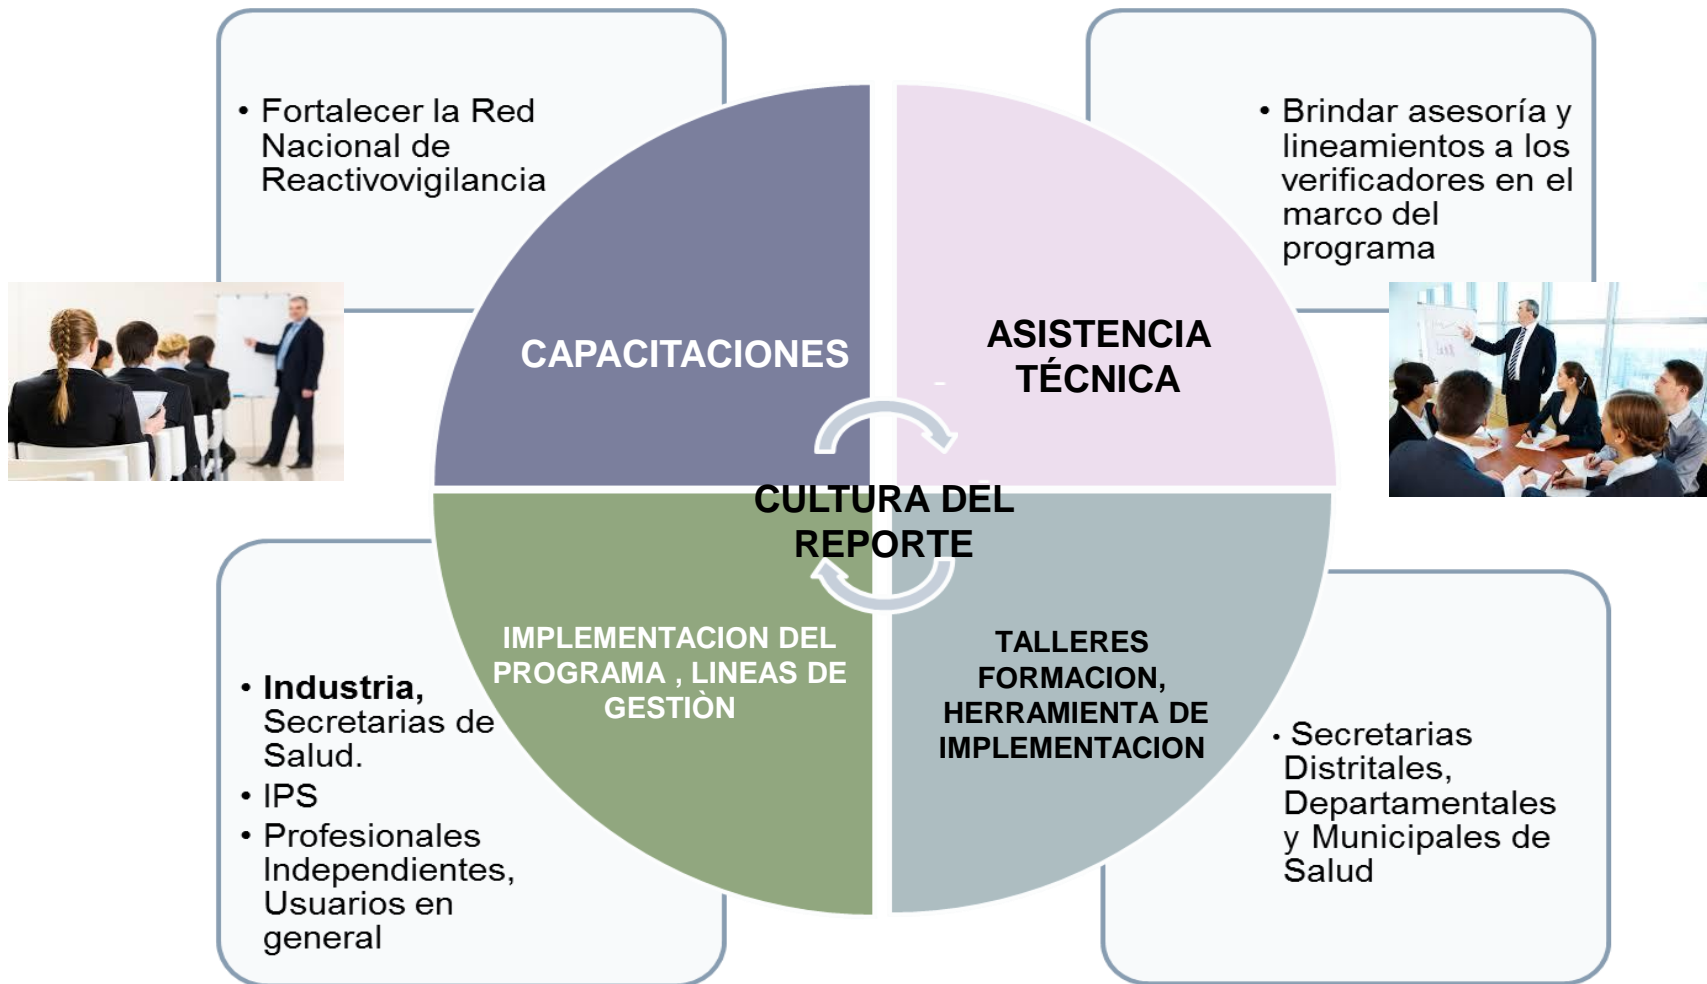 • Fortalecer la Red
Nacional de
Reactivovigilancia
• Brindar asesoría y
lineamientos a los
verificadores en el
marco del
programa
CAPACITACIONES
ASISTENCIA
TÉCNICA
CULTURA DEL
REPORTE
IMPLEMENTACION DEL
PROGRAMA , LINEAS DE
GESTIÒN
TALLERES
FORMACION,
HERRAMIENTA DE
IMPLEMENTACION
• Industria,
Secretarias de
Salud.
• IPS
• Profesionales
Independientes,
Usuarios en
general
• Secretarias
Distritales,
Departamentales
y Municipales de
Salud